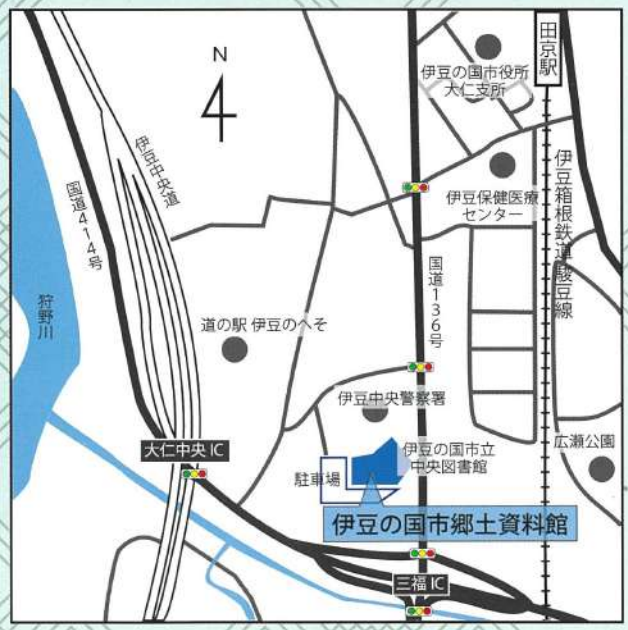 N
田京駅
伊豆の国市役所
大仁支所
伊豆中央道
国道414号
伊豆保健医療
センター
伊豆箱根鉄道駿豆線
国道136号
狩野川
道の駅 伊豆のへそ
伊豆中央警察署
大仁中央IC
伊豆の国市立
中央図書館
広瀬公園
駐車場
伊豆の国市郷土資料館
三福IC